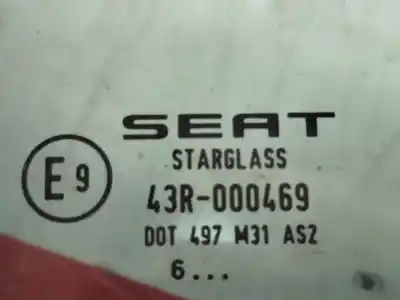 SEAT
STARGLASS
E9
43R-000469
DOT 497 M31 AS2
6...